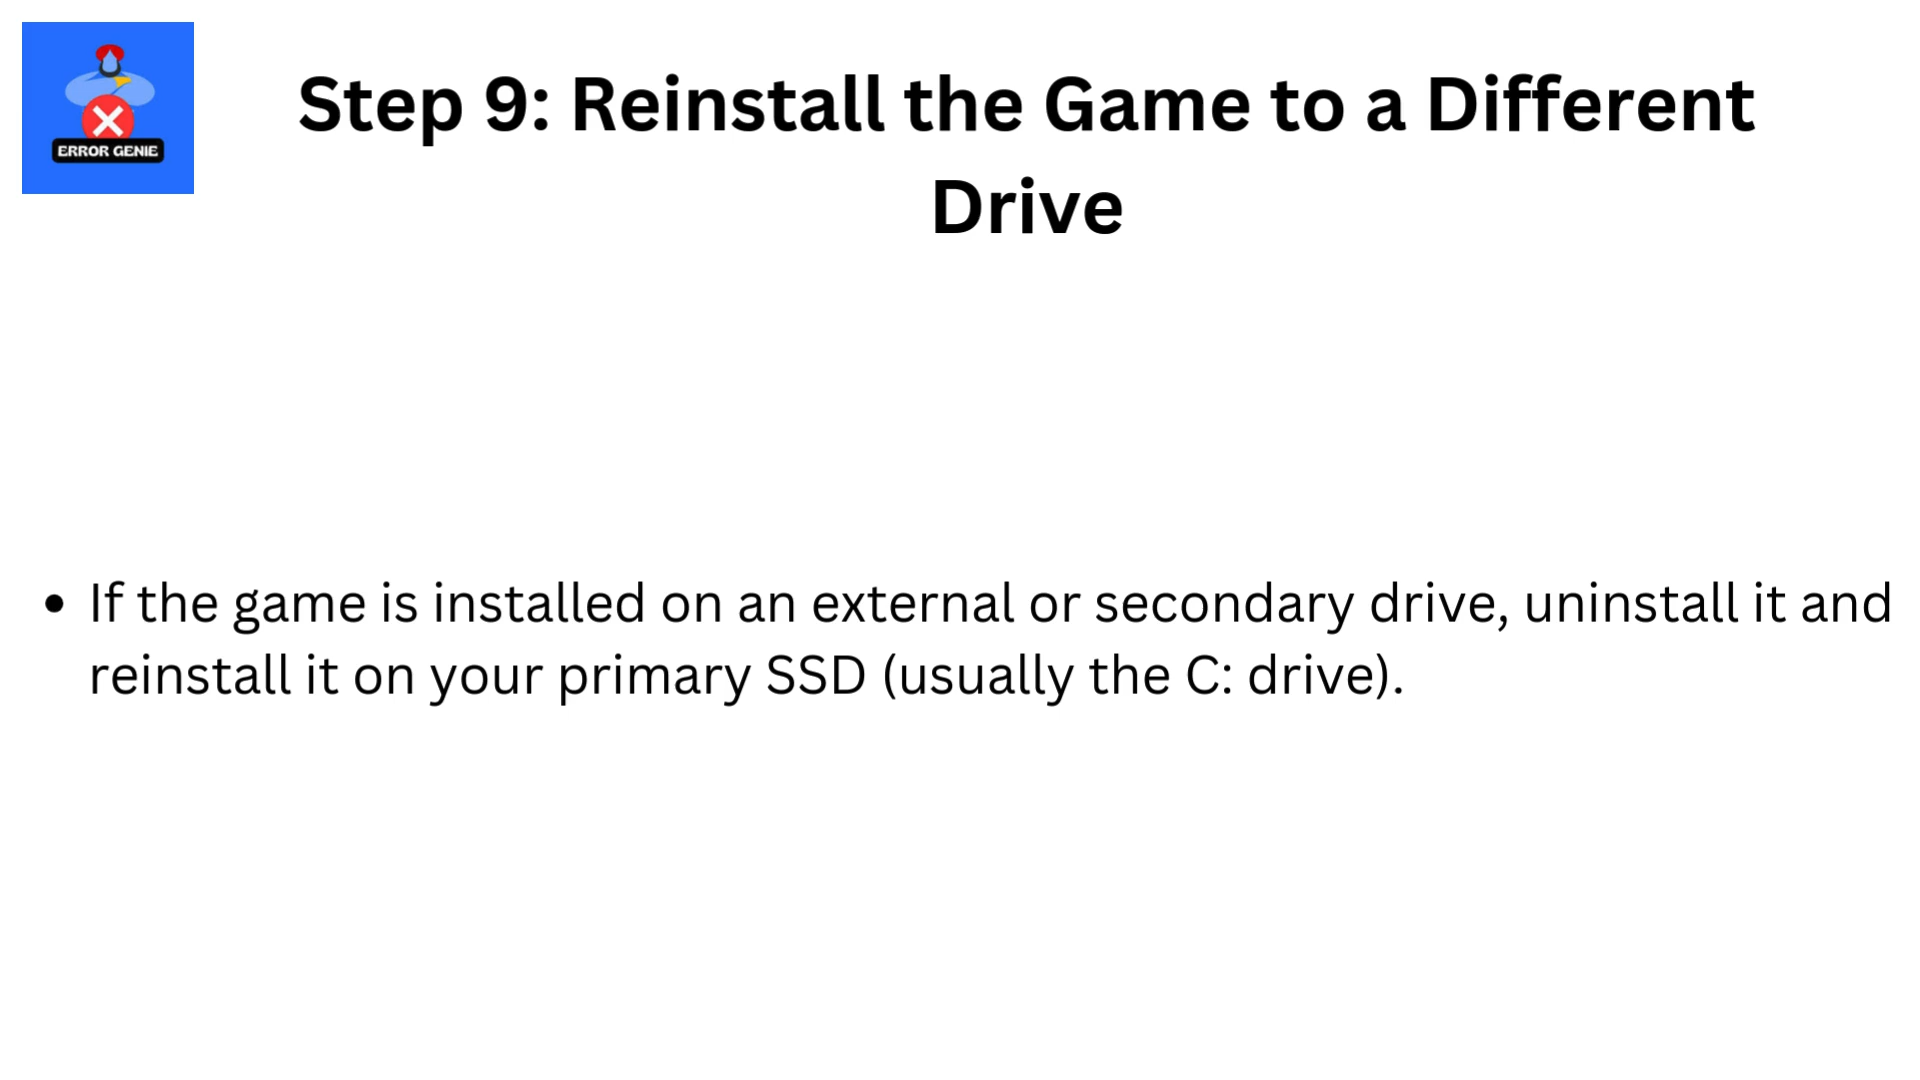 ERROR GENIE
Step 9: Reinstall the Game to a Different
Drive
• If the game is installed on an external or secondary drive, uninstall it and
reinstall it on your primary SSD (usually the C: drive).